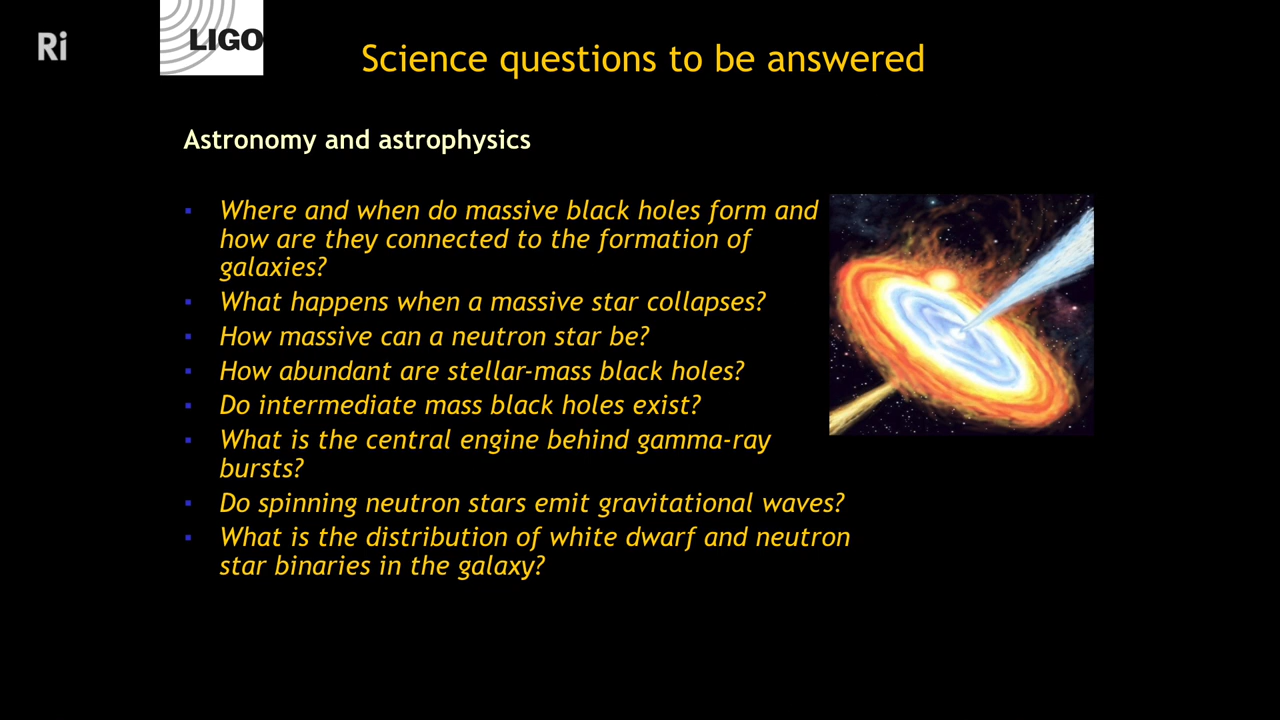 Ri
LIGO
Science questions to be answered
Astronomy and astrophysics
▪ Where and when do massive black holes form and
how are they connected to the formation of
galaxies?
▪ What happens when a massive star collapses?
▪ How massive can a neutron star be?
▪ How abundant are stellar-mass black holes?
▪ Do intermediate mass black holes exist?
▪ What is the central engine behind gamma-ray
bursts?
▪ Do spinning neutron stars emit gravitational waves?
▪ What is the distribution of white dwarf and neutron
star binaries in the galaxy?